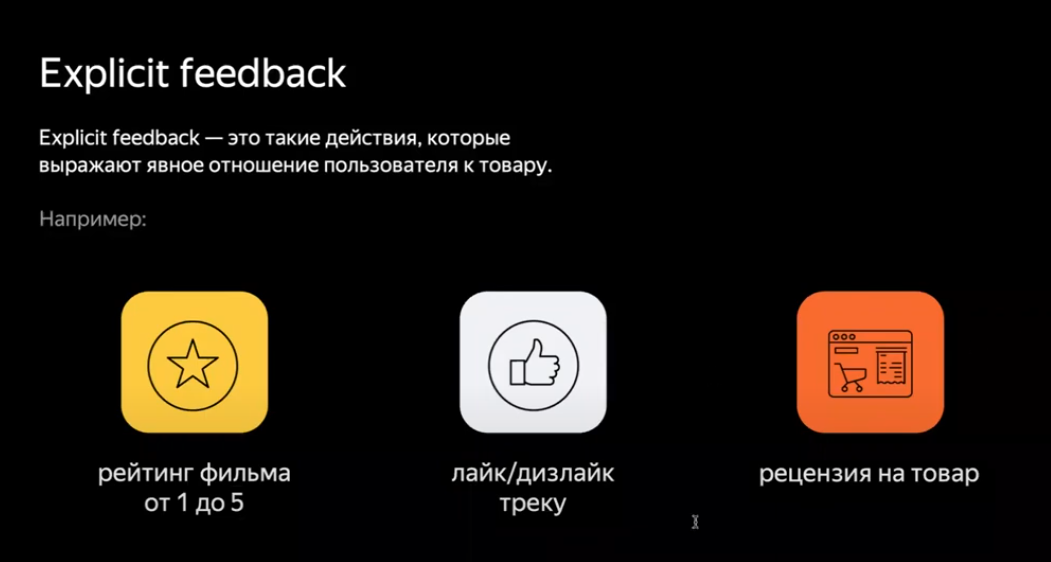 Explicit feedback
Explicit feedback — это такие действия, которые
выражают явное отношение пользователя к товару.
Например:
рейтинг фильма
от 1 до 5
лайк/дизлайк
треку
рецензия на товар